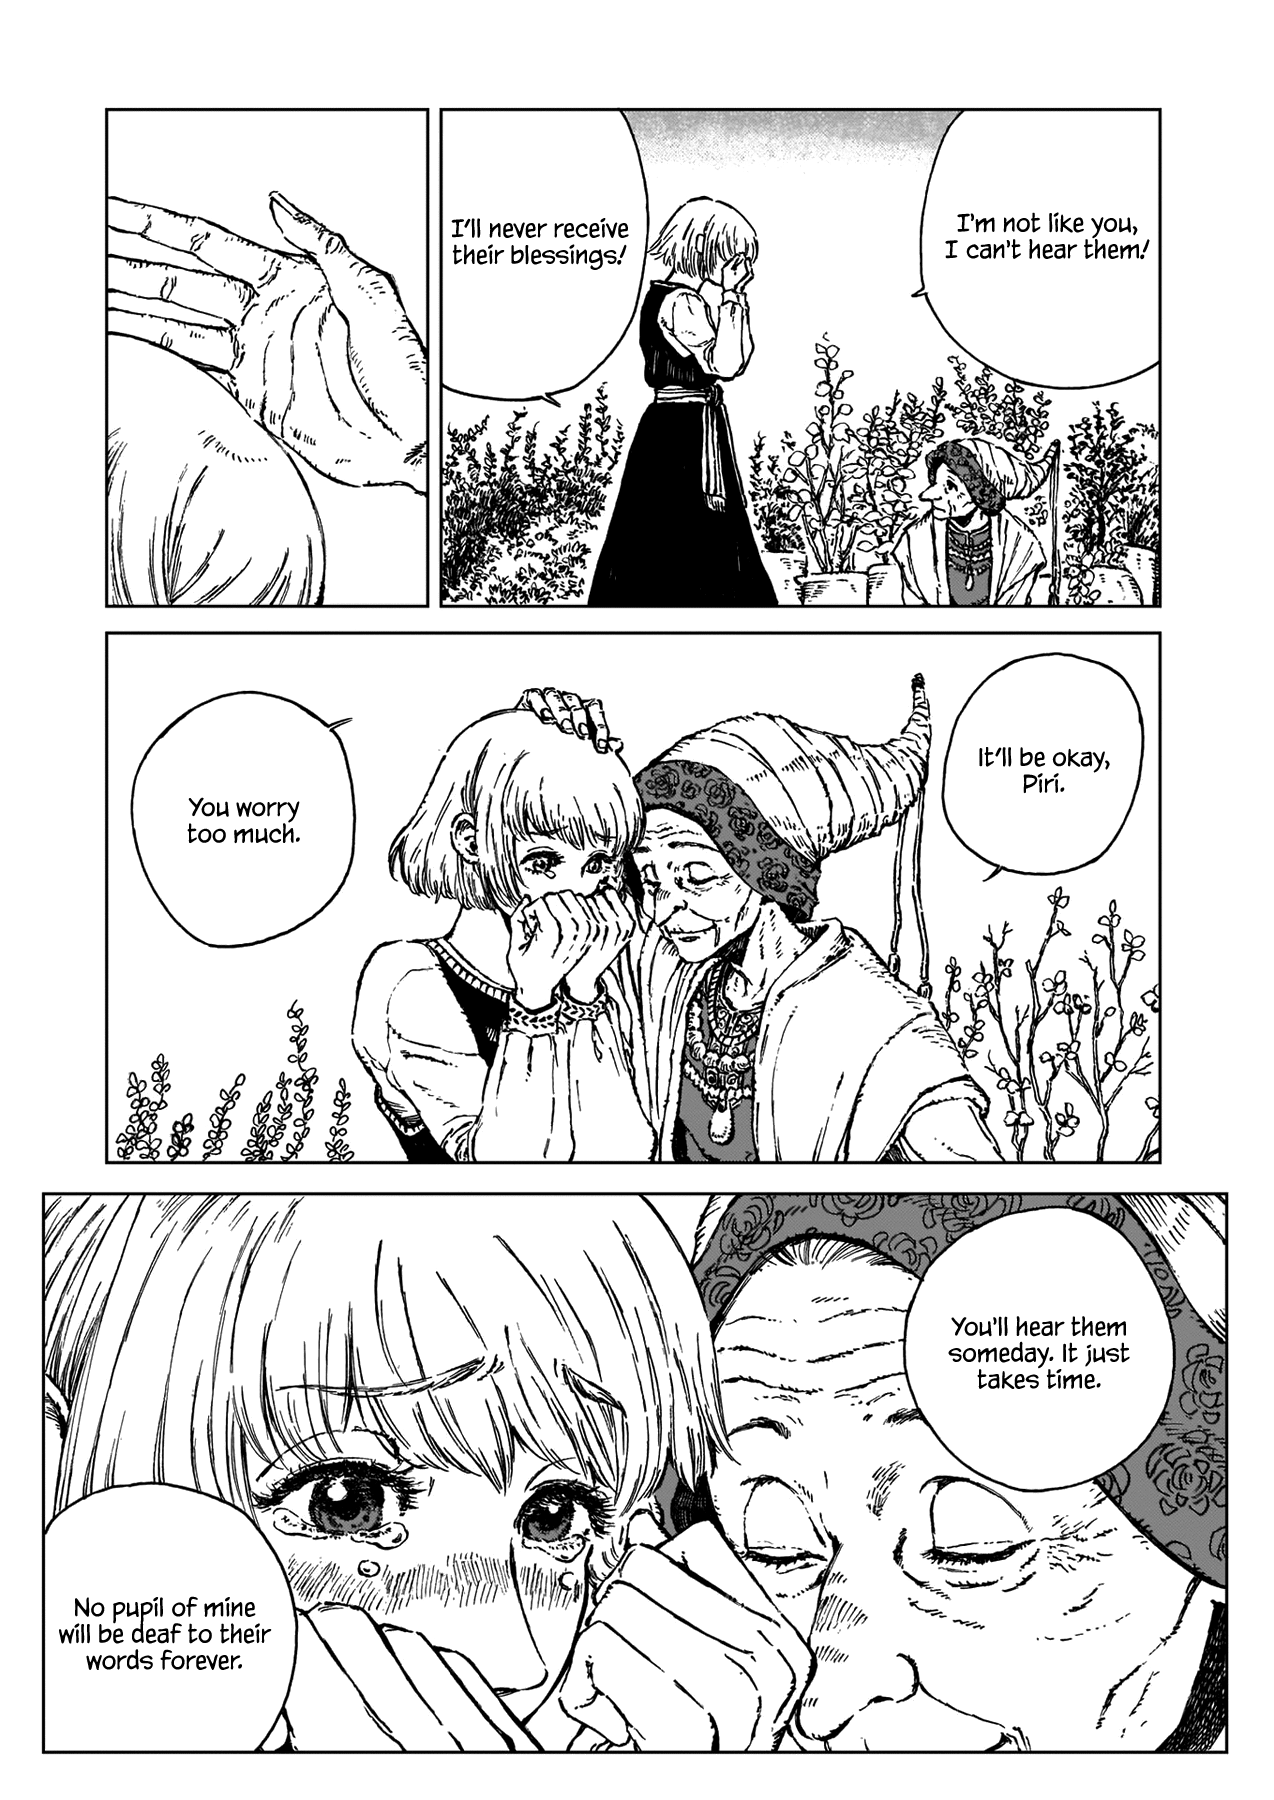 I'm not like you,
I can't hear them!
I'll never receive
their blessings!
It'll be okay,
Piri.
You worry
too much.
You'll hear them
someday. It just
takes time.
No pupil of mine
will be deaf to their
words forever.